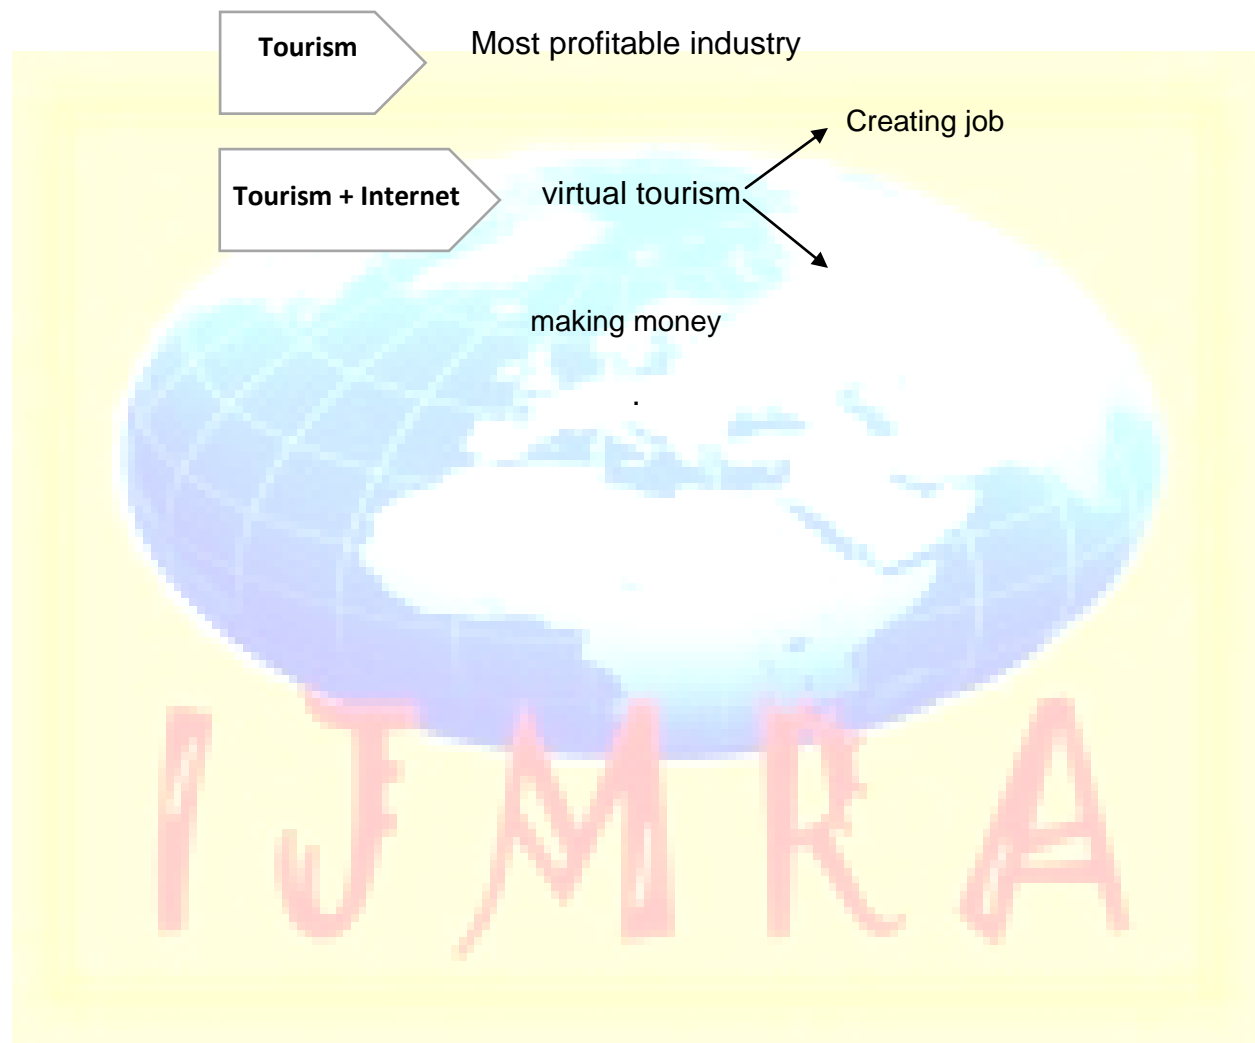 Tourism
Most profitable industry
Creating job
Tourism + Internet
virtual tourism
making money
.
IJMRA